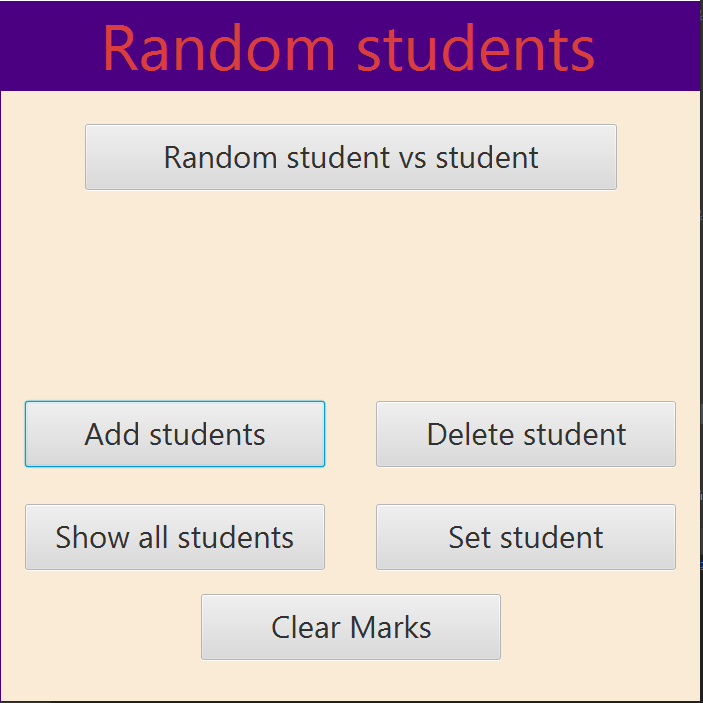 Random students
Random student vs student
Add students
Delete student
Show all students
Set student
Clear Marks